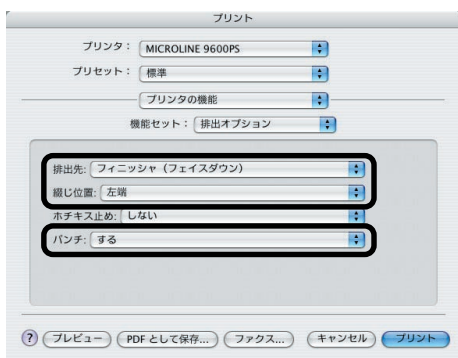 プリント
プリンタ： MICROLINE 9600PS
プリセット： 標準
プリンタの機能
機能セット： 排出オプション
排出先: フィニッシャ（フェイスダウン）
綴じ位置: 左端
ホチキス止め: しない
パンチ: する
? プレビュー PDF として保存... ファクス... キャンセル プリント